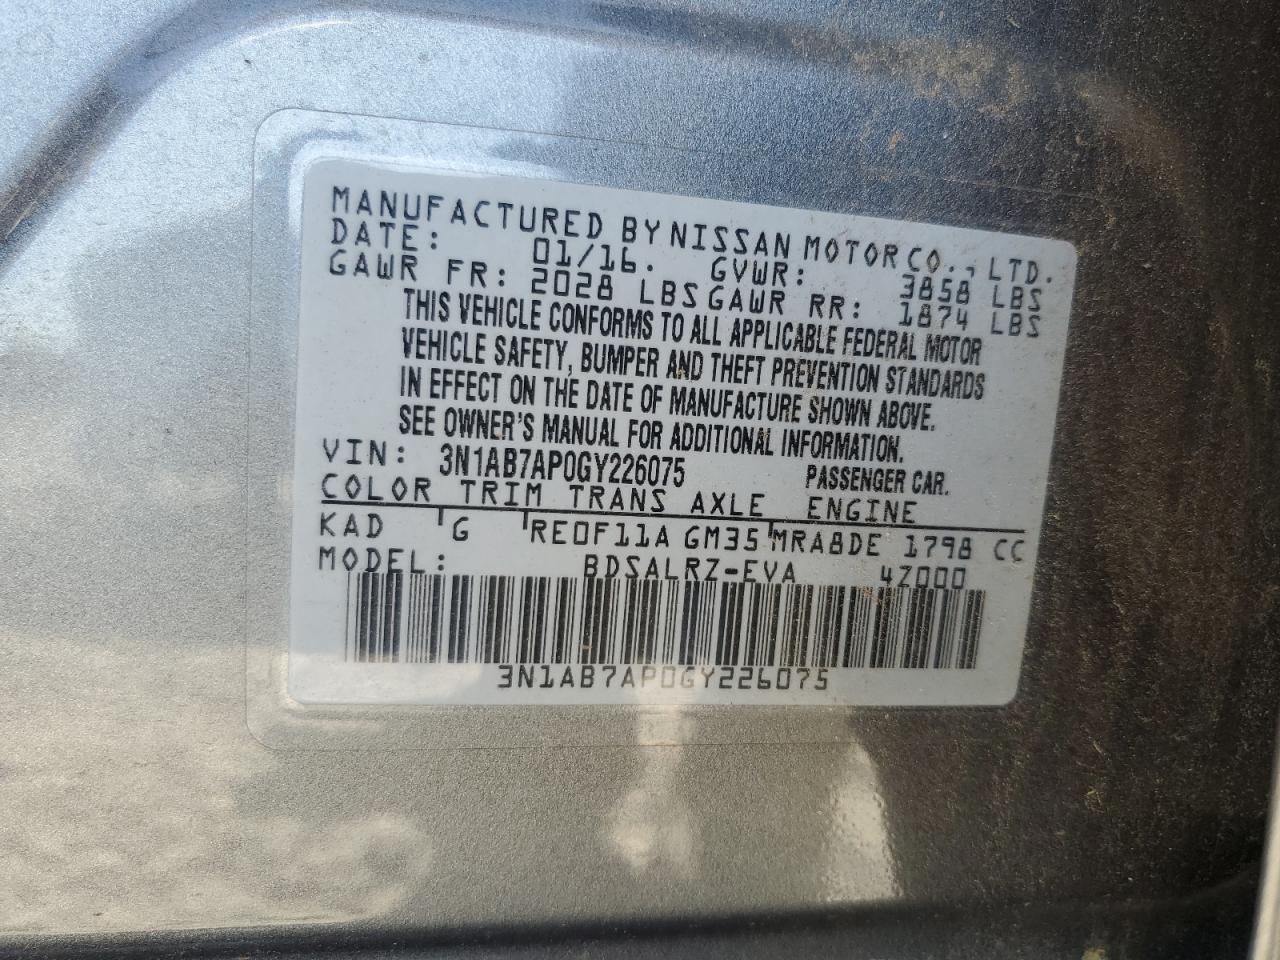 MANUFACTURED BY NISSAN MOTOR CO., LTD.
DATE: 01/16. GVWR: 3858 LBS
GAWR FR: 2028 LBS GAWR RR: 1874 LBS
THIS VEHICLE CONFORMS TO ALL APPLICABLE FEDERAL MOTOR
VEHICLE SAFETY, BUMPER AND THEFT PREVENTION STANDARDS
IN EFFECT ON THE DATE OF MANUFACTURE SHOWN ABOVE.
SEE OWNER'S MANUAL FOR ADDITIONAL INFORMATION.
VIN: 3N1AB7AP0GY226075 PASSENGER CAR.
COLOR TRIM TRANS AXLE ENGINE
KAD G RE0F11A GM35 MRA8DE 1798 CC
MODEL: BDSALRZ-EVA 4Z000
3N1AB7AP0GY226075